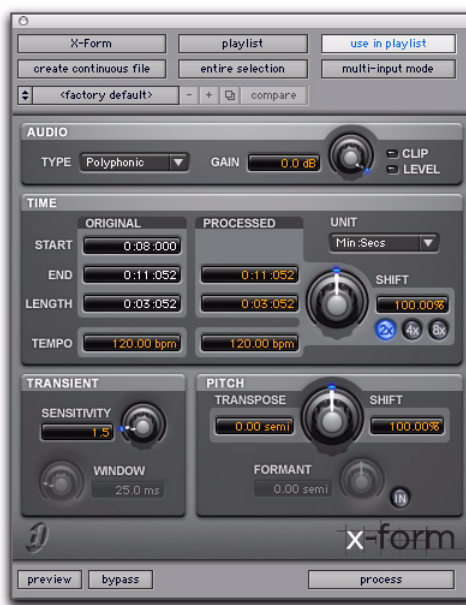 X-Form playlist use in playlist
create continuous file entire selection multi-input mode
<factory default> - + compare
AUDIO
TYPE Polyphonic GAIN 0.0 dB CLIP
LEVEL
TIME
ORIGINAL PROCESSED UNIT
START 0:08:000 Min:Secs
END 0:11:052 0:11:052 SHIFT
LENGTH 0:03:052 0:03:052 100.00%
2x 4x 8x
TEMPO 120.00 bpm 120.00 bpm
TRANSIENT PITCH
SENSITIVITY TRANSPOSE SHIFT
1.5 0.00 semi 100.00%
WINDOW FORMANT
25.0 ms 0.00 semi IN
x-form
preview bypass process